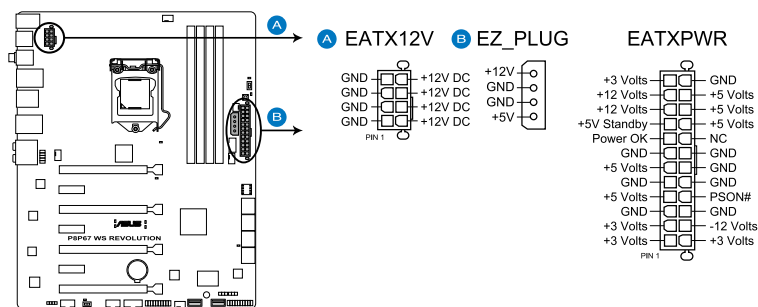 A
A EATX12V
B EZ_PLUG
EATXPWR
GND +12V DC
GND +12V DC
GND +12V DC
GND +12V DC
PIN 1
+12V
GND
GND
+5V
+3 Volts GND
+12 Volts +5 Volts
+12 Volts +5 Volts
+5V Standby +5 Volts
Power OK NC
GND GND
+5 Volts GND
GND GND
+5 Volts PSON#
GND GND
+3 Volts -12 Volts
+3 Volts +3 Volts
PIN 1
B
ASUS
P8P67 WS REVOLUTION